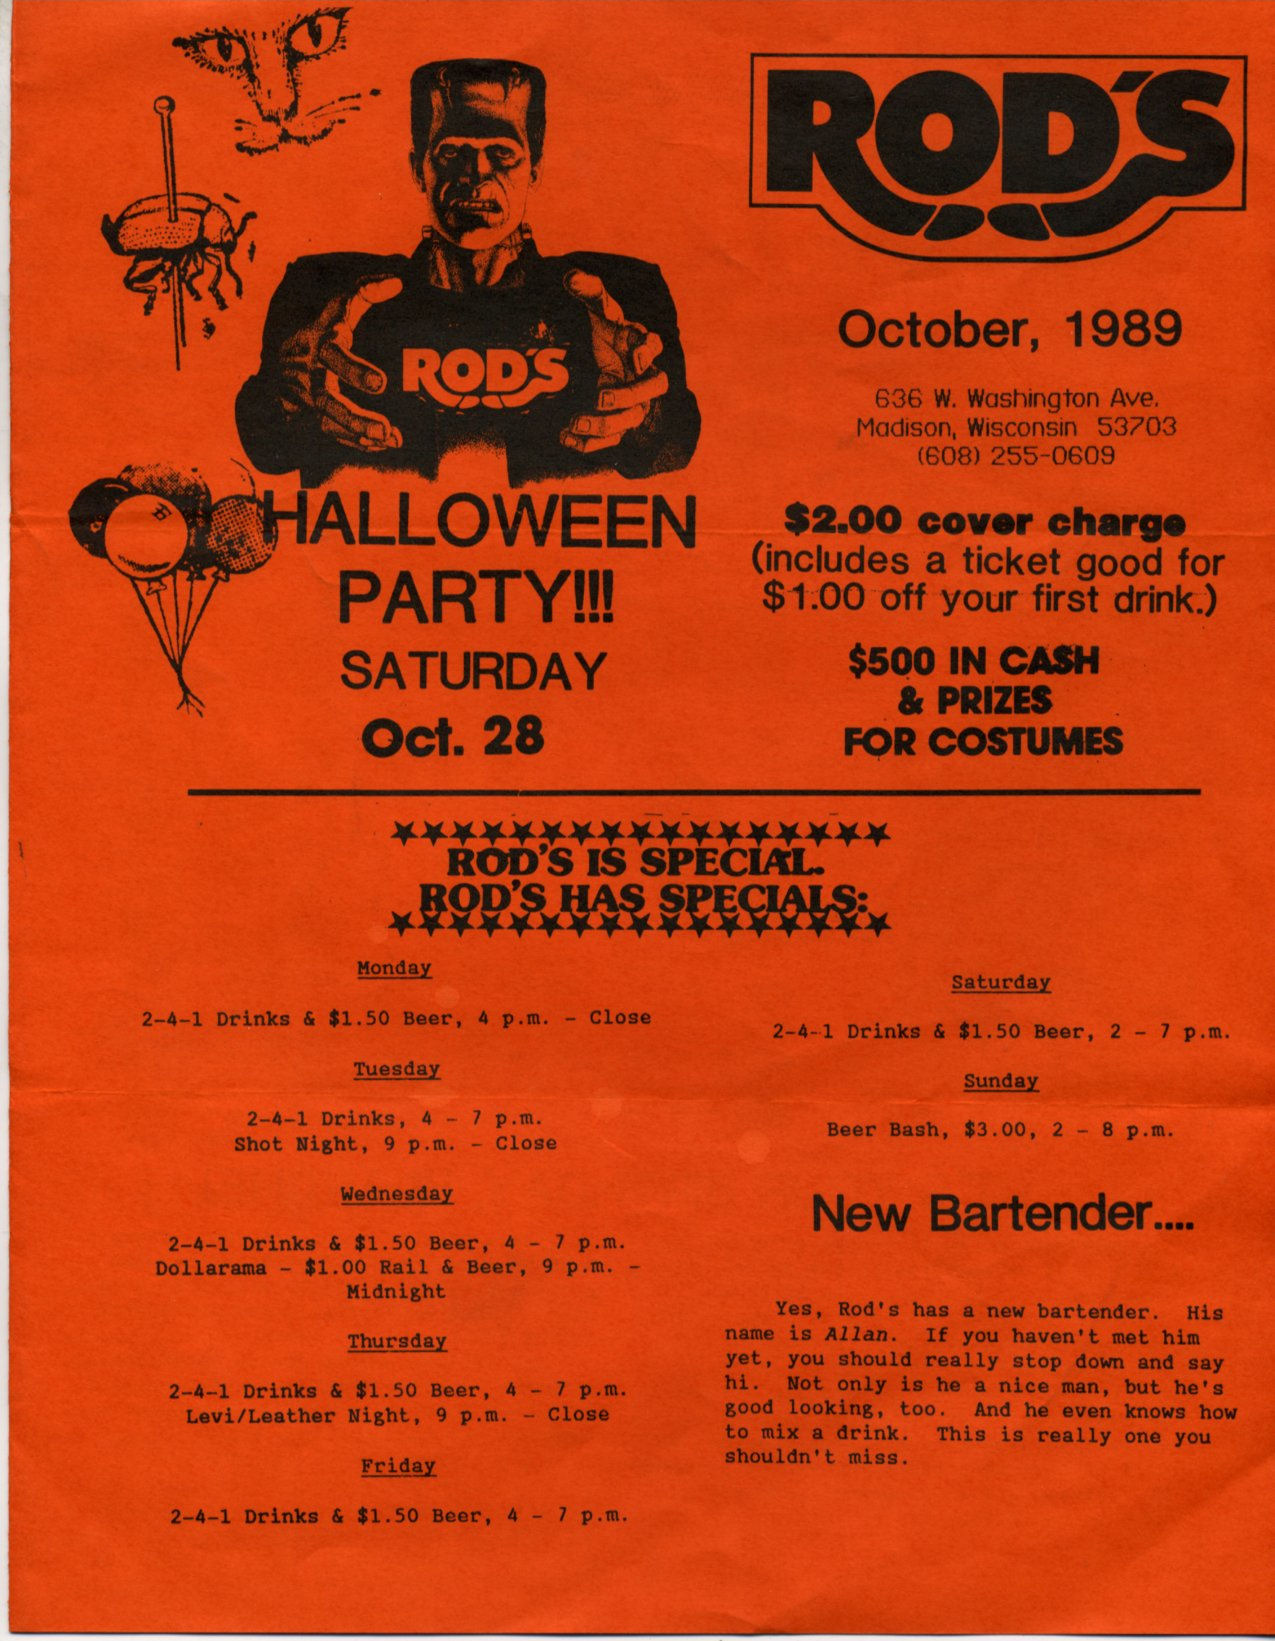 ROD'S
ROD'S
October, 1989
636 W. Washington Ave.
Madison, Wisconsin 53703
(608) 255-0609
HALLOWEEN
PARTY!!!
SATURDAY
Oct. 28
$2.00 cover charge
(includes a ticket good for
$1.00 off your first drink.)
$500 IN CASH
& PRIZES
FOR COSTUMES
ROD'S IS SPECIAL.
ROD'S HAS SPECIALS:
Monday
2-4-1 Drinks & $1.50 Beer, 4 p.m. - Close
Tuesday
2-4-1 Drinks, 4 - 7 p.m.
Shot Night, 9 p.m. - Close
Wednesday
2-4-1 Drinks & $1.50 Beer, 4 - 7 p.m.
Dollarama - $1.00 Rail & Beer, 9 p.m. -
Midnight
Thursday
2-4-1 Drinks & $1.50 Beer, 4 - 7 p.m.
Levi/Leather Night, 9 p.m. - Close
Friday
2-4-1 Drinks & $1.50 Beer, 4 - 7 p.m.
Saturday
2-4-1 Drinks & $1.50 Beer, 2 - 7 p.m.
Sunday
Beer Bash, $3.00, 2 - 8 p.m.
New Bartender....
Yes, Rod's has a new bartender. His
name is Allan. If you haven't met him
yet, you should really stop down and say
hi. Not only is he a nice man, but he's
good looking, too. And he even knows how
to mix a drink. This is really one you
shouldn't miss.